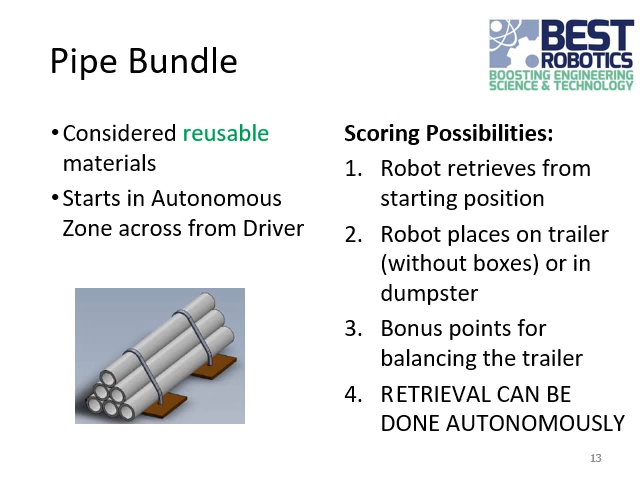 Pipe Bundle
BEST
ROBOTICS
BOOSTING ENGINEERING
SCIENCE & TECHNOLOGY
• Considered reusable
materials
• Starts in Autonomous
Zone across from Driver
Scoring Possibilities:
1. Robot retrieves from
starting position
2. Robot places on trailer
(without boxes) or in
dumpster
3. Bonus points for
balancing the trailer
4. RETRIEVAL CAN BE
DONE AUTONOMOUSLY
13